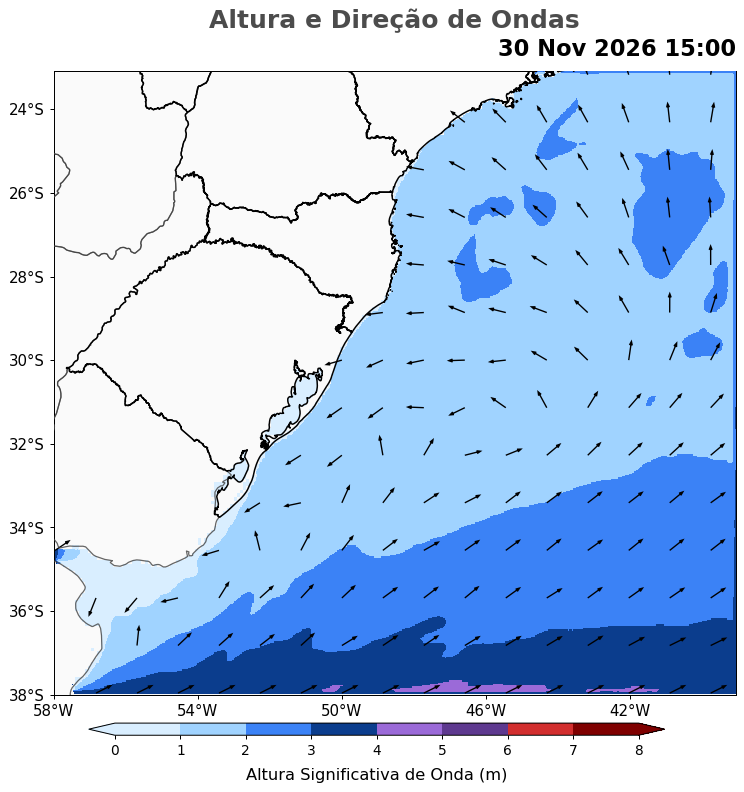 Altura e Direção de Ondas
30 Nov 2026 15:00
24°S
26°S
28°S
30°S
32°S
34°S
36°S
38°S
58°W 54°W 50°W 46°W 42°W
0 1 2 3 4 5 6 7 8
Altura Significativa de Onda (m)